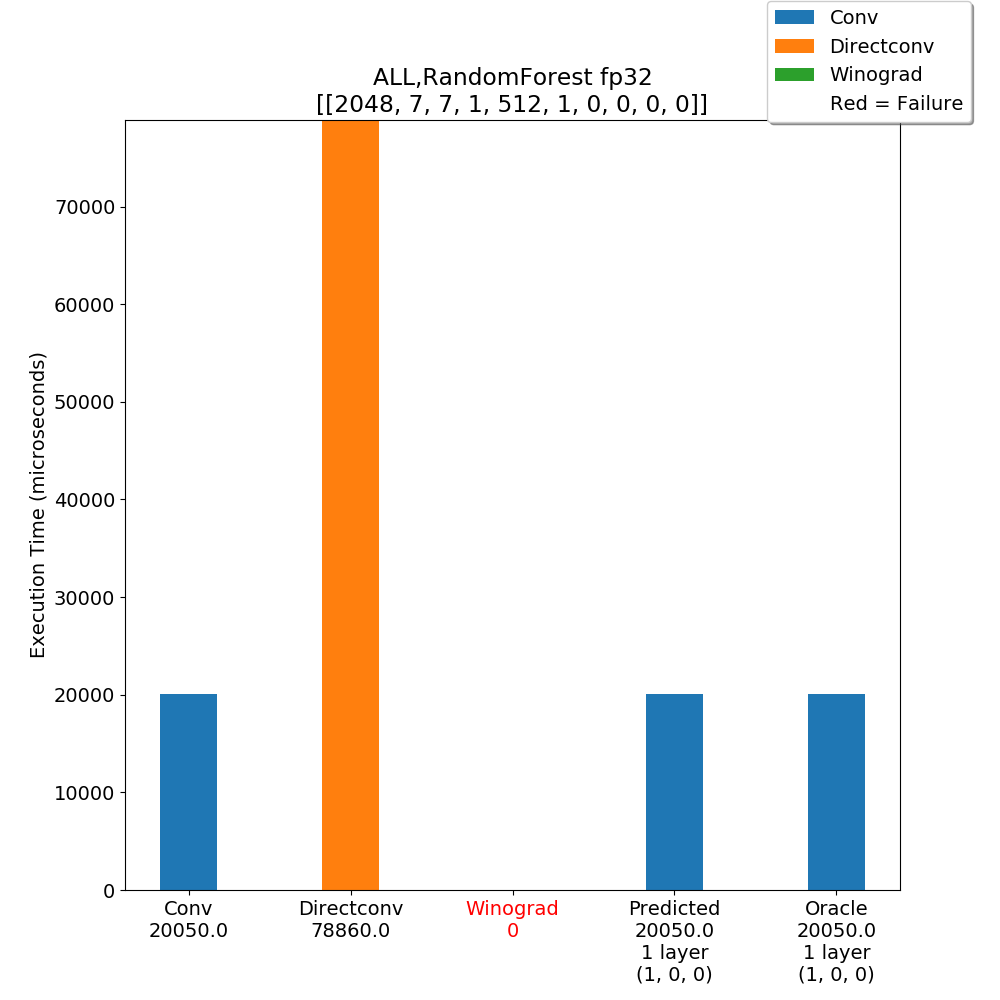 Conv
Directconv
Winograd
Red = Failure
ALL,RandomForest fp32
[[2048, 7, 7, 1, 512, 1, 0, 0, 0, 0]]
Execution Time (microseconds)
70000
60000
50000
40000
30000
20000
10000
0
Conv
20050.0
Directconv
78860.0
Winograd
0
Predicted
20050.0
1 layer
(1, 0, 0)
Oracle
20050.0
1 layer
(1, 0, 0)